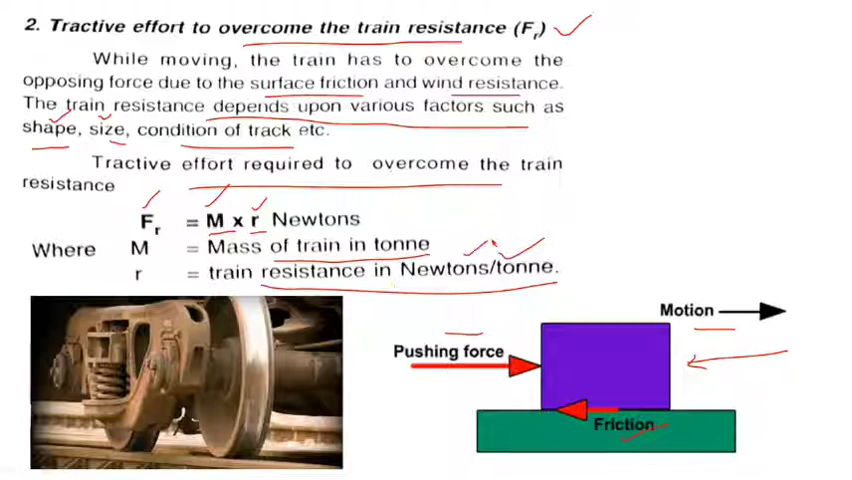 2. Tractive effort to overcome the train resistance (Fr)
While moving, the train has to overcome the
opposing force due to the surface friction and wind resistance.
The train resistance depends upon various factors such as
shape, size, condition of track etc.
Tractive effort required to overcome the train
resistance
Fr = M x r Newtons
Where M = Mass of train in tonne
r = train resistance in Newtons/tonne.
Motion
Pushing force
Friction